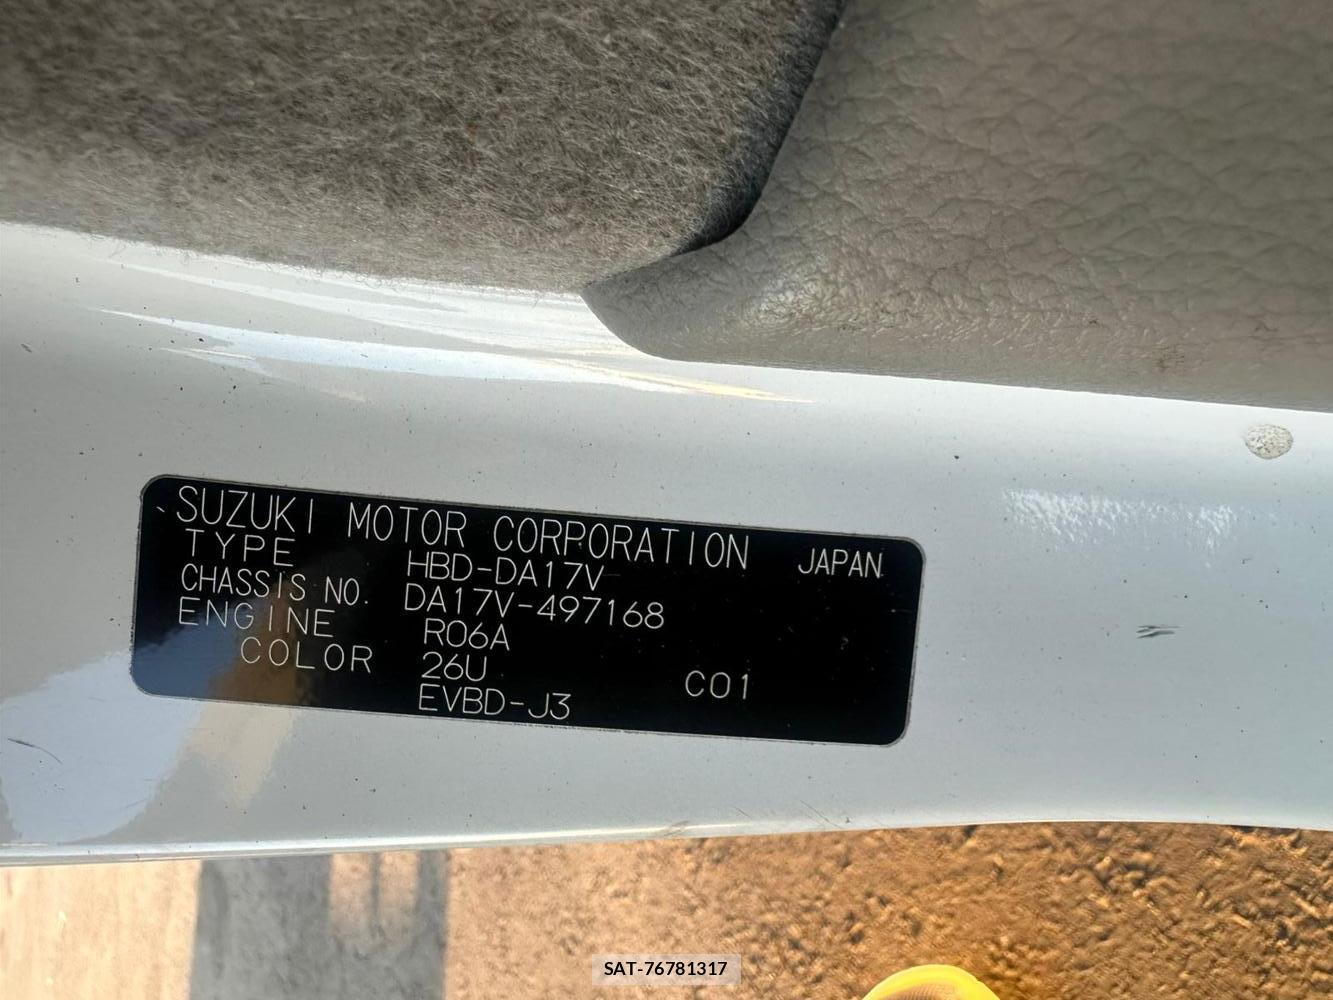 SUZUKI MOTOR CORPORATION JAPAN
TYPE HBD-DA17V
CHASSIS NO. DA17V-497168
ENGINE R06A
COLOR 26U C01
EVBD-J3
SAT-76781317